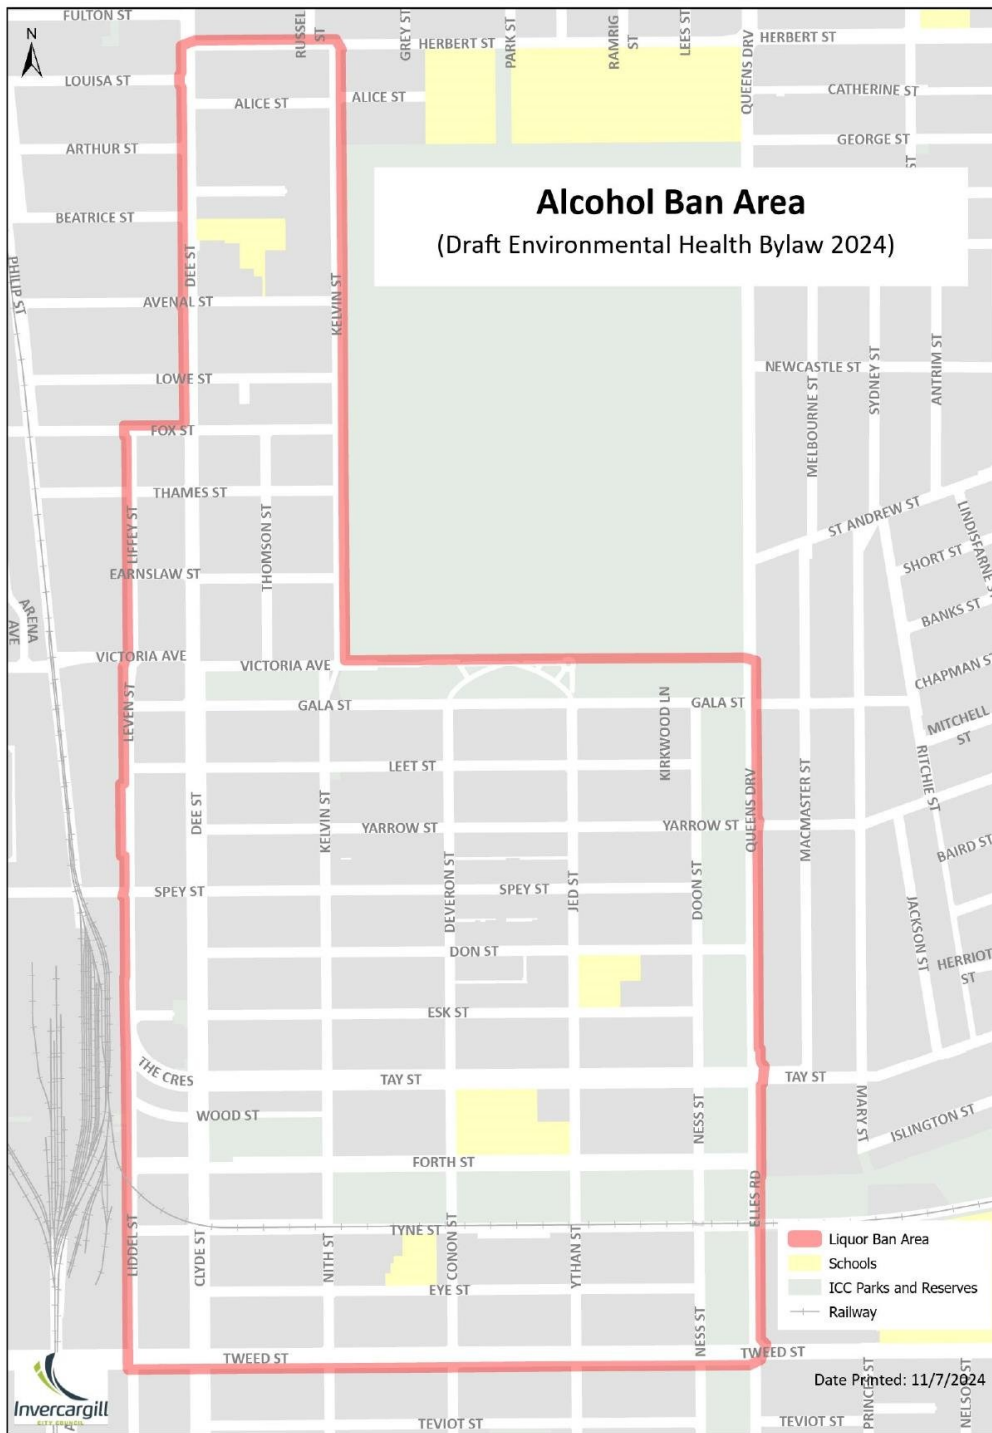 FULTON ST
RUSSEL
ST
GREY ST
HERBERT ST
PARK ST
RAMRIG
ST
LEES ST
QUEENS DRV
HERBERT ST
N
LOUISA ST
ALICE ST
ALICE ST
CATHERINE ST
ARTHUR ST
GEORGE ST
ST
Alcohol Ban Area
(Draft Environmental Health Bylaw 2024)
BEATRICE ST
DEE ST
PHILIP ST
KELVIN ST
AVENAL ST
LOWE ST
NEWCASTLE ST
MELBOURNE ST
SYDNEY ST
ANTRIM ST
FOX ST
THAMES ST
LIFFEY ST
THOMSON ST
ST ANDREW ST
LINDISFARNE S
SHORT ST
EARNSLAW ST
BANKS ST
ARENA
AVE
VICTORIA AVE
VICTORIA AVE
CHAPMAN ST
LEVEN ST
GALA ST
KIRKWOOD LN
GALA ST
MITCHELL
ST
LEET ST
DEE ST
KELVIN ST
YARROW ST
YARROW ST
QUEENS DRV
MACMASTER ST
RITCHIE ST
BAIRD ST
SPEY ST
DEVERON ST
SPEY ST
JED ST
DOON ST
JACKSON ST
DON ST
HERRIOT
ST
ESK ST
THE CRES
TAY ST
TAY ST
WOOD ST
NESS ST
MARY ST
ISLINGTON ST
FORTH ST
ELLES RD
TYNE ST
LIDDEL ST
CLYDE ST
NITH ST
CONON ST
YTHAN ST
EYE ST
Liquor Ban Area
Schools
ICC Parks and Reserves
Railway
NESS ST
TWEED ST
TWEED ST
Date Printed: 11/7/2024
PRINCE ST
NELSON ST
Invercargill
CITY COUNCIL
A
TEVIOT ST
TEVIOT ST